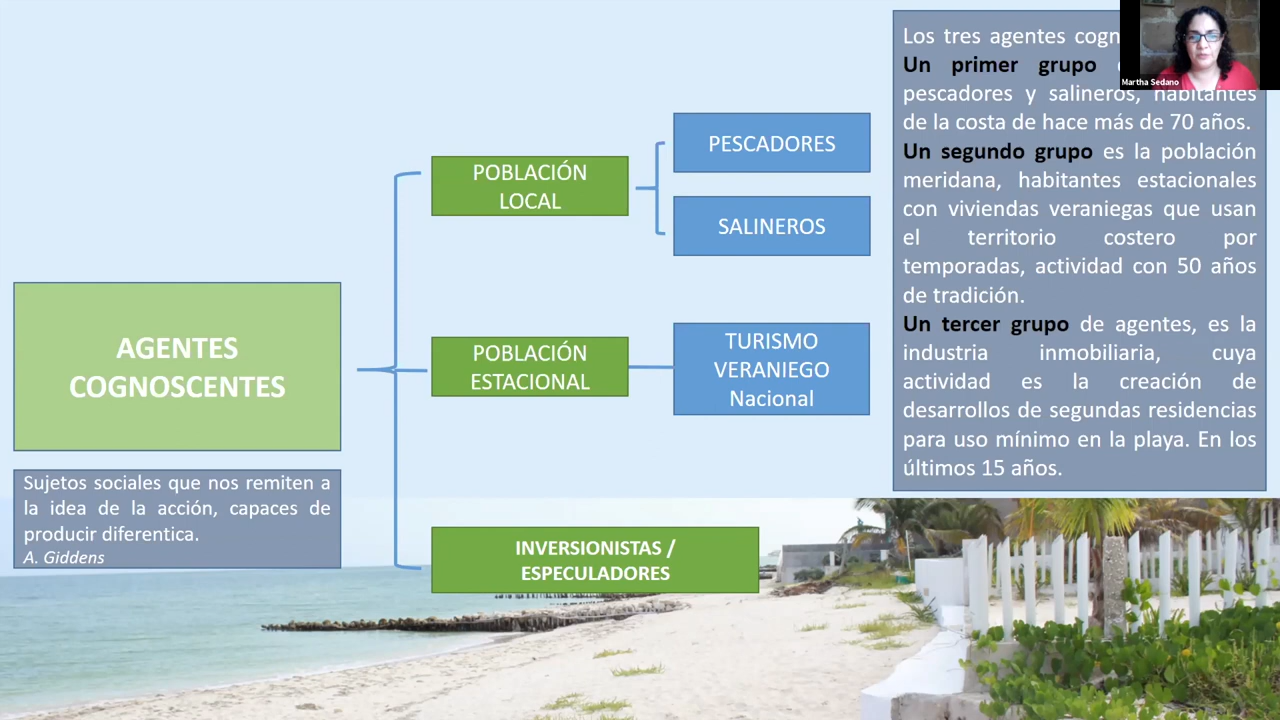 AGENTES
COGNOSCENTES
Sujetos sociales que nos remiten a
la idea de la acción, capaces de
producir diferentica.
A. Giddens
POBLACIÓN
LOCAL
PESCADORES
SALINEROS
POBLACIÓN
ESTACIONAL
TURISMO
VERANIEGO
Nacional
INVERSIONISTAS /
ESPECULADORES
Los tres agentes
Un primer grupo
pescadores y salineros, habitantes
de la costa de hace más de 70 años.
Un segundo grupo es la población
meridana, habitantes estacionales
con viviendas veraniegas que usan
el territorio costero por
temporadas, actividad con 50 años
de tradición.
Un tercer grupo de agentes, es la
industria inmobiliaria, cuya
actividad es la creación de
desarrollos de segundas residencias
para uso mínimo en la playa. En los
últimos 15 años.
Martha Sedano